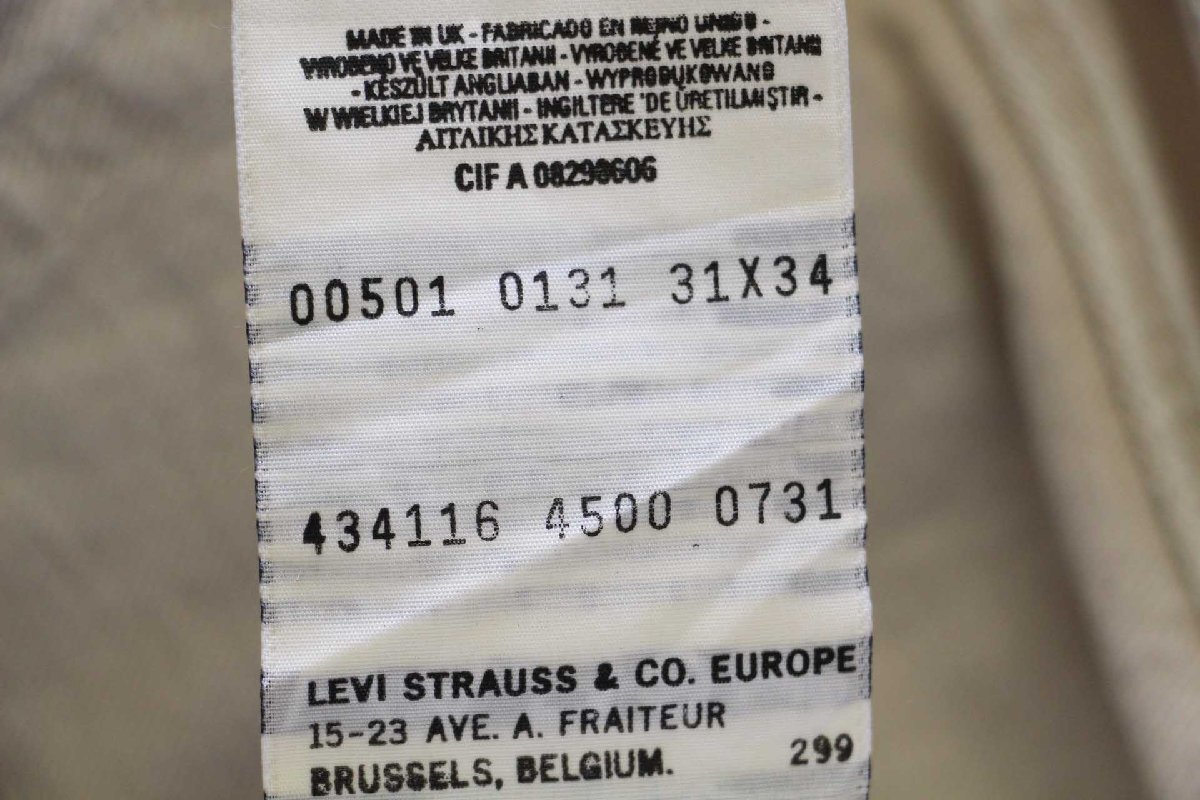 MADE IN UK - FABRICADO EN REINO UNIDO -
VYROBENO VE VELKE BRITANII - VYROBENÉ VE VELKE BRITANII
- KÉSZÜLT ANGLIABAN - WYPRODUKOWANO
W WIELKIEJ BRYTANII - INGILTERE 'DE ÜRETILMIŞTIR -
ΑΓΓΛΙΚΗΣ ΚΑΤΑΣΚΕΥΗΣ
CIF A 08298606
00501 0131 31X34
434116 4500 0731
LEVI STRAUSS & CO. EUROPE
15-23 AVE. A. FRAITEUR
BRUSSELS, BELGIUM. 299